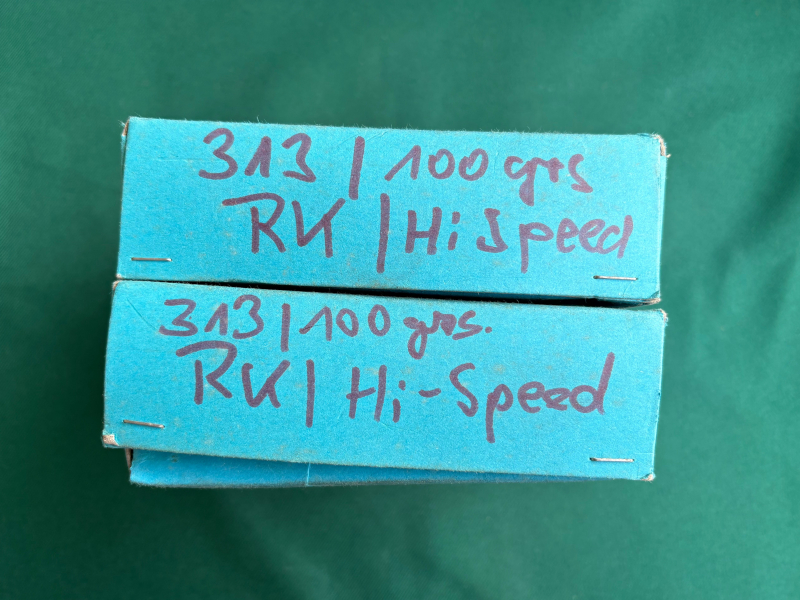 313 | 100 grs
RK | Hi Speed
313 | 100 grs.
RK | Hi-Speed